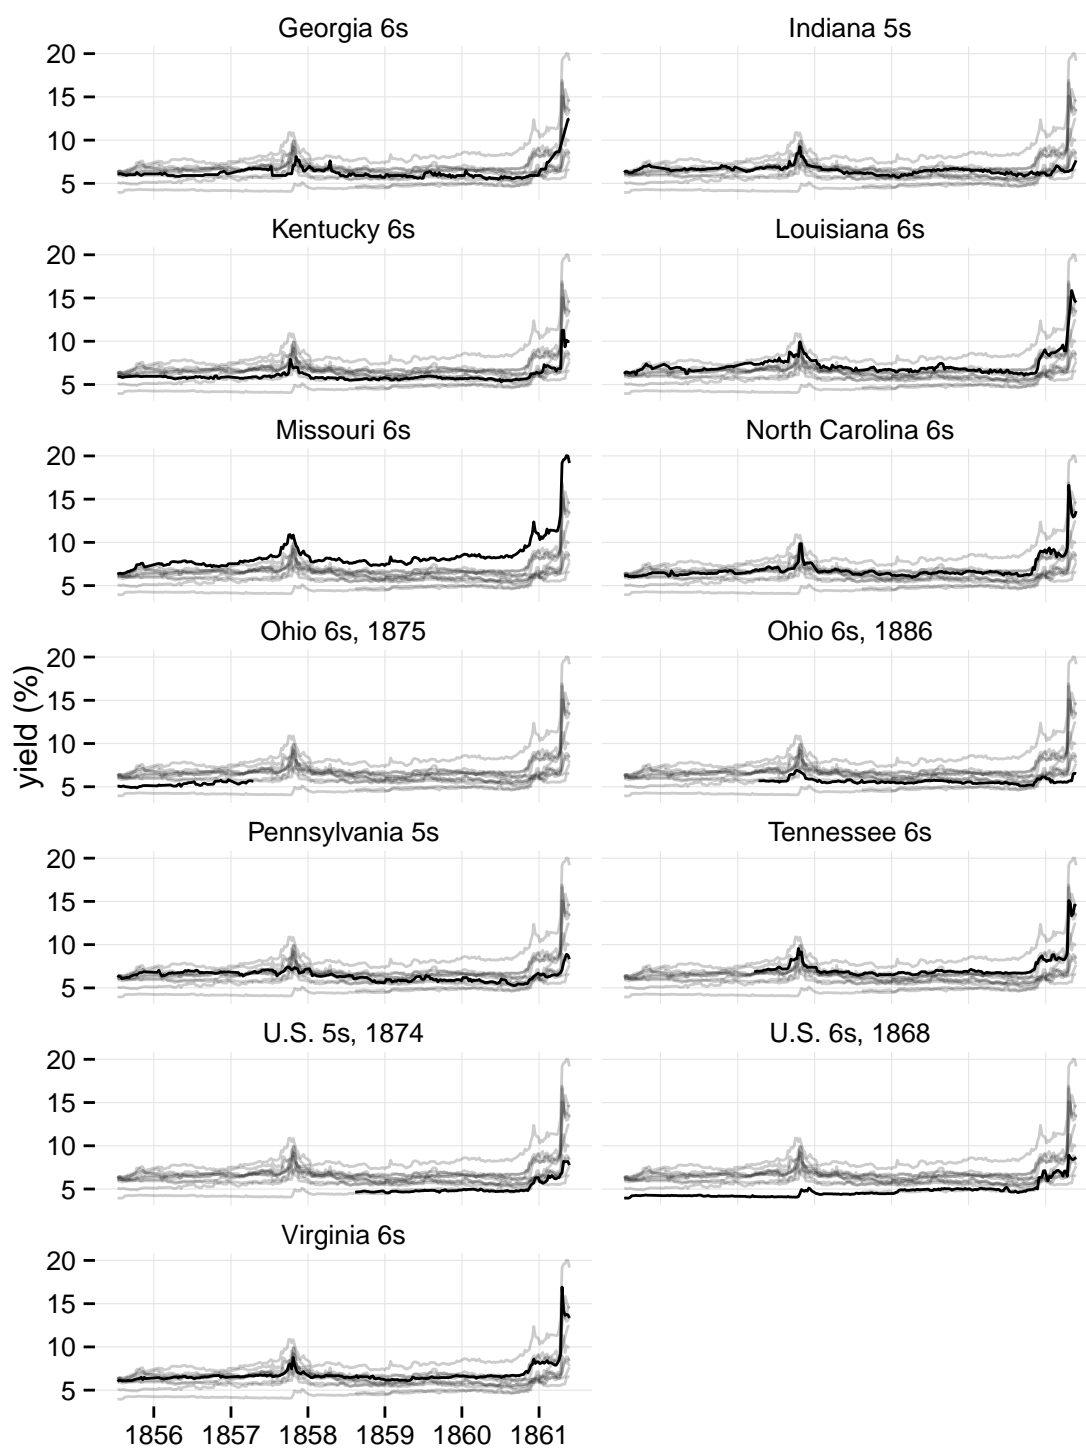 Georgia 6s
Indiana 5s
20
15
10
5
Kentucky 6s
Louisiana 6s
20
15
10
5
Missouri 6s
North Carolina 6s
20
15
10
5
Ohio 6s, 1875
Ohio 6s, 1886
yield (%)
20
15
10
5
Pennsylvania 5s
Tennessee 6s
20
15
10
5
U.S. 5s, 1874
U.S. 6s, 1868
20
15
10
5
Virginia 6s
20
15
10
5
1856 1857 1858 1859 1860 1861